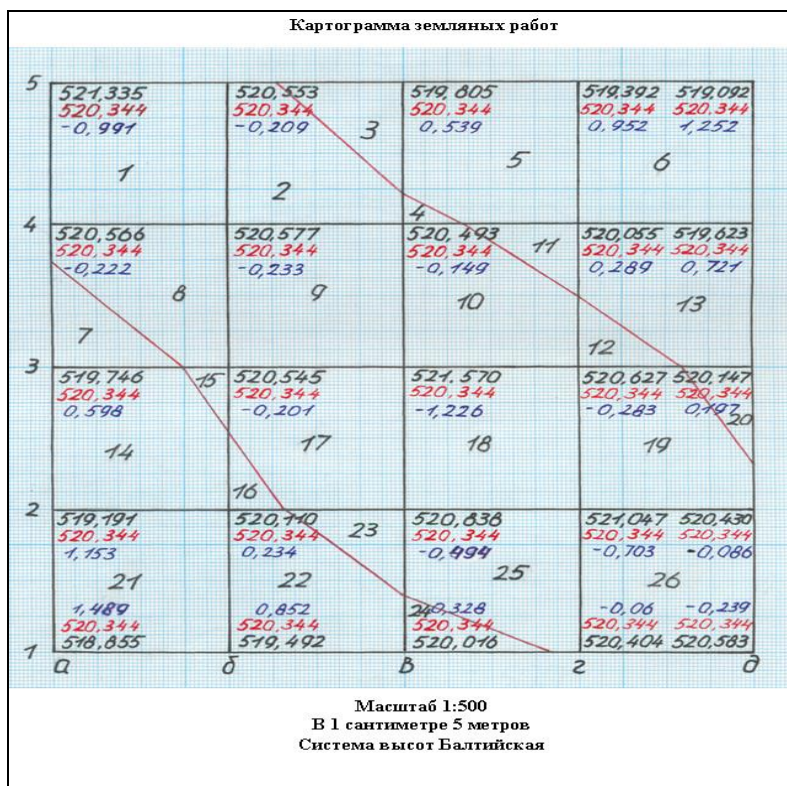 Картограмма земляных работ
5
521,335 520,553 519,805 519,392 519,092
520,344 520,344 520,344 520,344 520.344
-0,991 -0,209 0,539 0,952 1,252
3
5 6
1
2
4
4
520,566 520,577 520,493 520,055 519,623
520,344 520,344 520,344 520,344 520,344
11
-0,222 -0,233 -0,149 0,289 0,721
8 9 10 13
7
12
3
519,746 15 520,545 521.570 520,627 520,147
520,344 520,344 520,344 520,344 520,344
0,598 -0,201 -1,226 -0,283 0,197
20
14 17 18 19
16
2
519,191 520,110 520,838 521,047 520,430
520,344 520,344 23 520,344 520,344 520,344
1,153 0,234 -0,494 -0,703 -0,086
21 22 25 26
1,489 0,852 24 0,328 -0,06 -0,239
520,344 520,344 520,344 520,344 520,344
518,855 519,492 520,016 520,404 520,583
1
а б в г д
Масштаб 1:500
В 1 сантиметре 5 метров
Система высот Балтийская